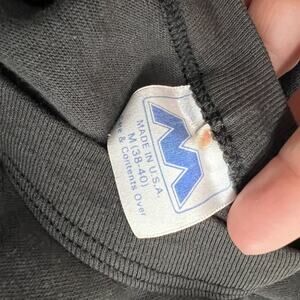 MADE IN U.S.A.
M (38-40)
& Contents Over